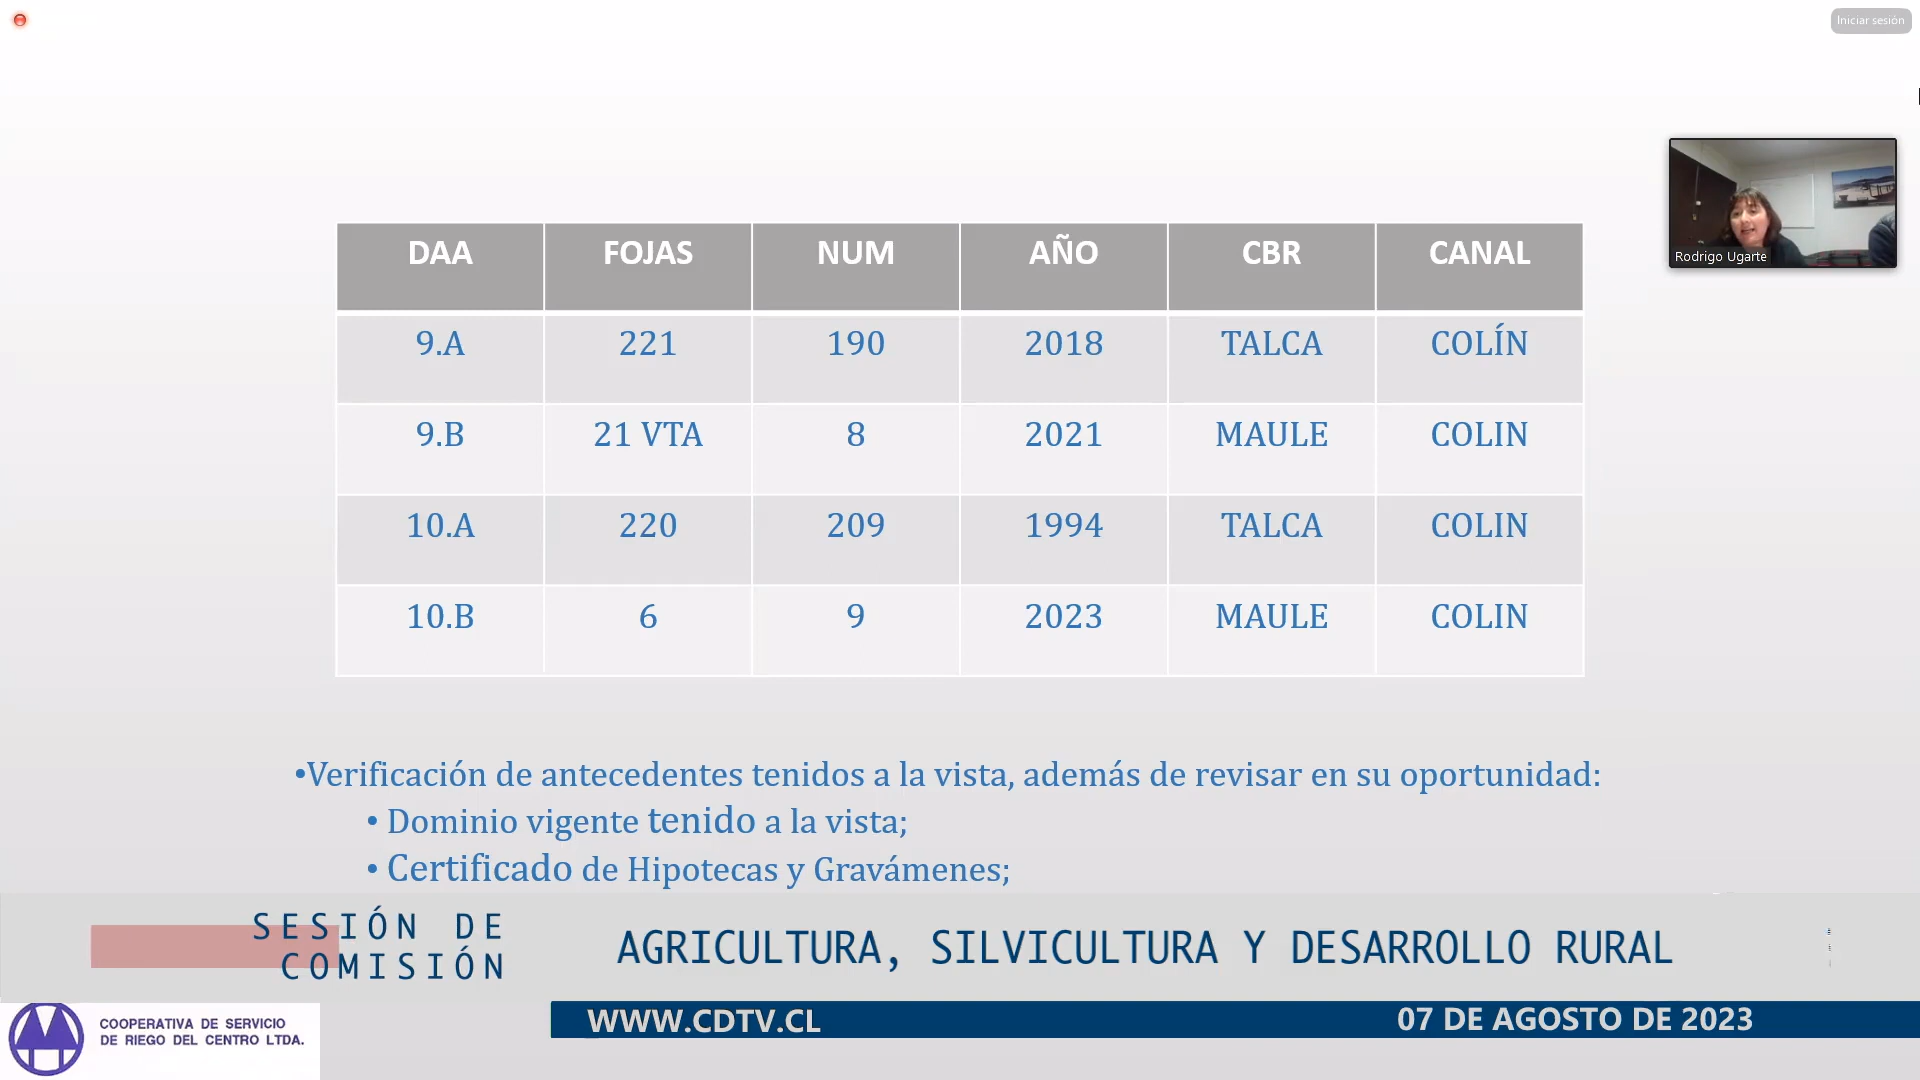 Iniciar sesión
Rodrigo Ugarte
DAA FOJAS NUM AÑO CBR CANAL
9.A 221 190 2018 TALCA COLÍN
9.B 21 VTA 8 2021 MAULE COLIN
10.A 220 209 1994 TALCA COLIN
10.B 6 9 2023 MAULE COLIN
•Verificación de antecedentes tenidos a la vista, además de revisar en su oportunidad:
• Dominio vigente tenido a la vista;
• Certificado de Hipotecas y Gravámenes;
SESIÓN DE
COMISIÓN
AGRICULTURA, SILVICULTURA Y DESARROLLO RURAL
WWW.CDTV.CL
07 DE AGOSTO DE 2023
COOPERATIVA DE SERVICIO
DE RIEGO DEL CENTRO LTDA.